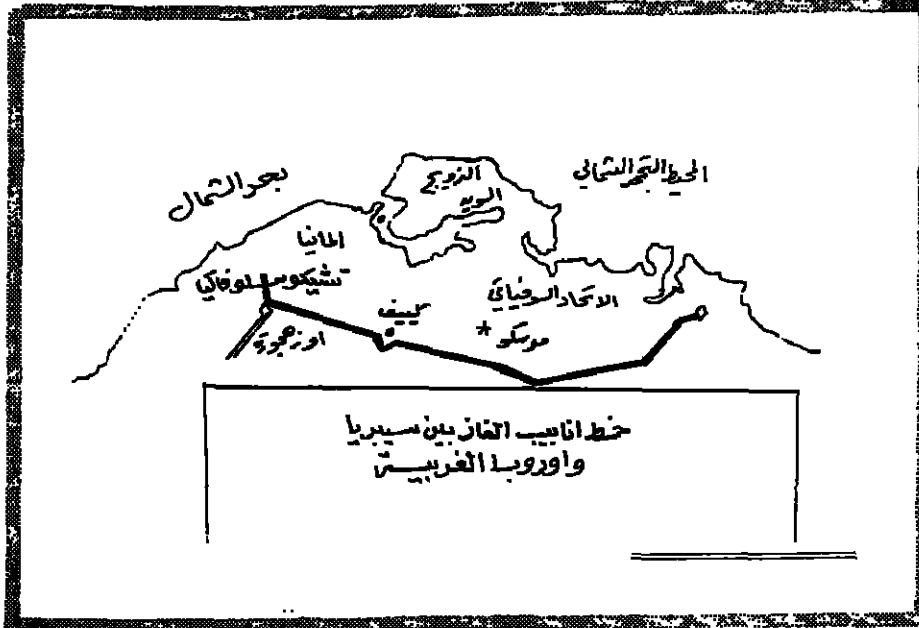 بحر الشمال
المحيط المتجمد الشمالي
النرويج
السويد
المانيا
تشيكوسلوفاكيا
الاتحاد السوفياتي
كييف
موسكو *
خط انابيب الغاز بين سيبريا
واوروبا الغربية